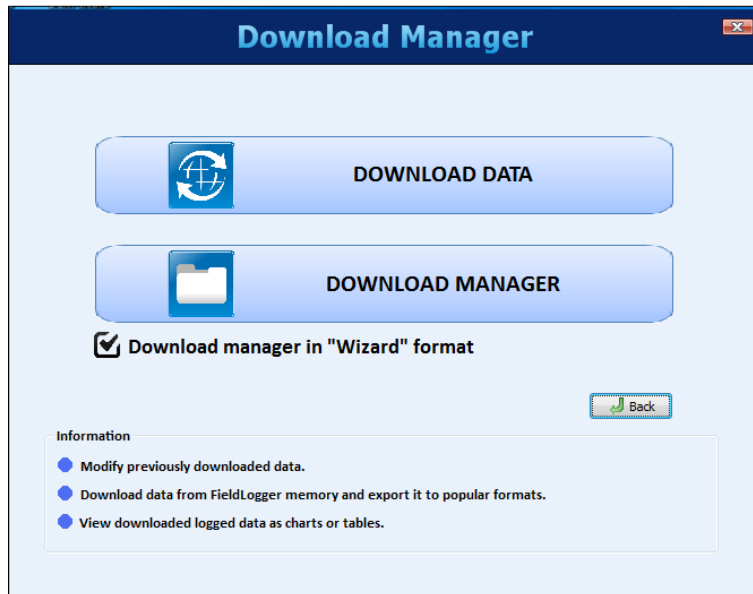 Download Manager
DOWNLOAD DATA
DOWNLOAD MANAGER
Download manager in "Wizard" format
Back
Information
Modify previously downloaded data.
Download data from FieldLogger memory and export it to popular formats.
View downloaded logged data as charts or tables.